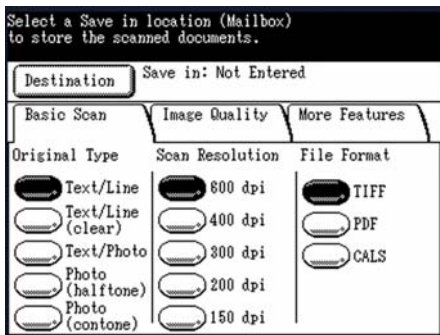 Select a Save in location (Mailbox)
to store the scanned documents.
Destination
Save in: Not Entered
Basic Scan
Image Quality
More Features
Original Type
Text/Line
Text/Line
(clear)
Text/Photo
Photo
(halftone)
Photo
(contone)
Scan Resolution
600 dpi
400 dpi
300 dpi
200 dpi
150 dpi
File Format
TIFF
PDF
CALS